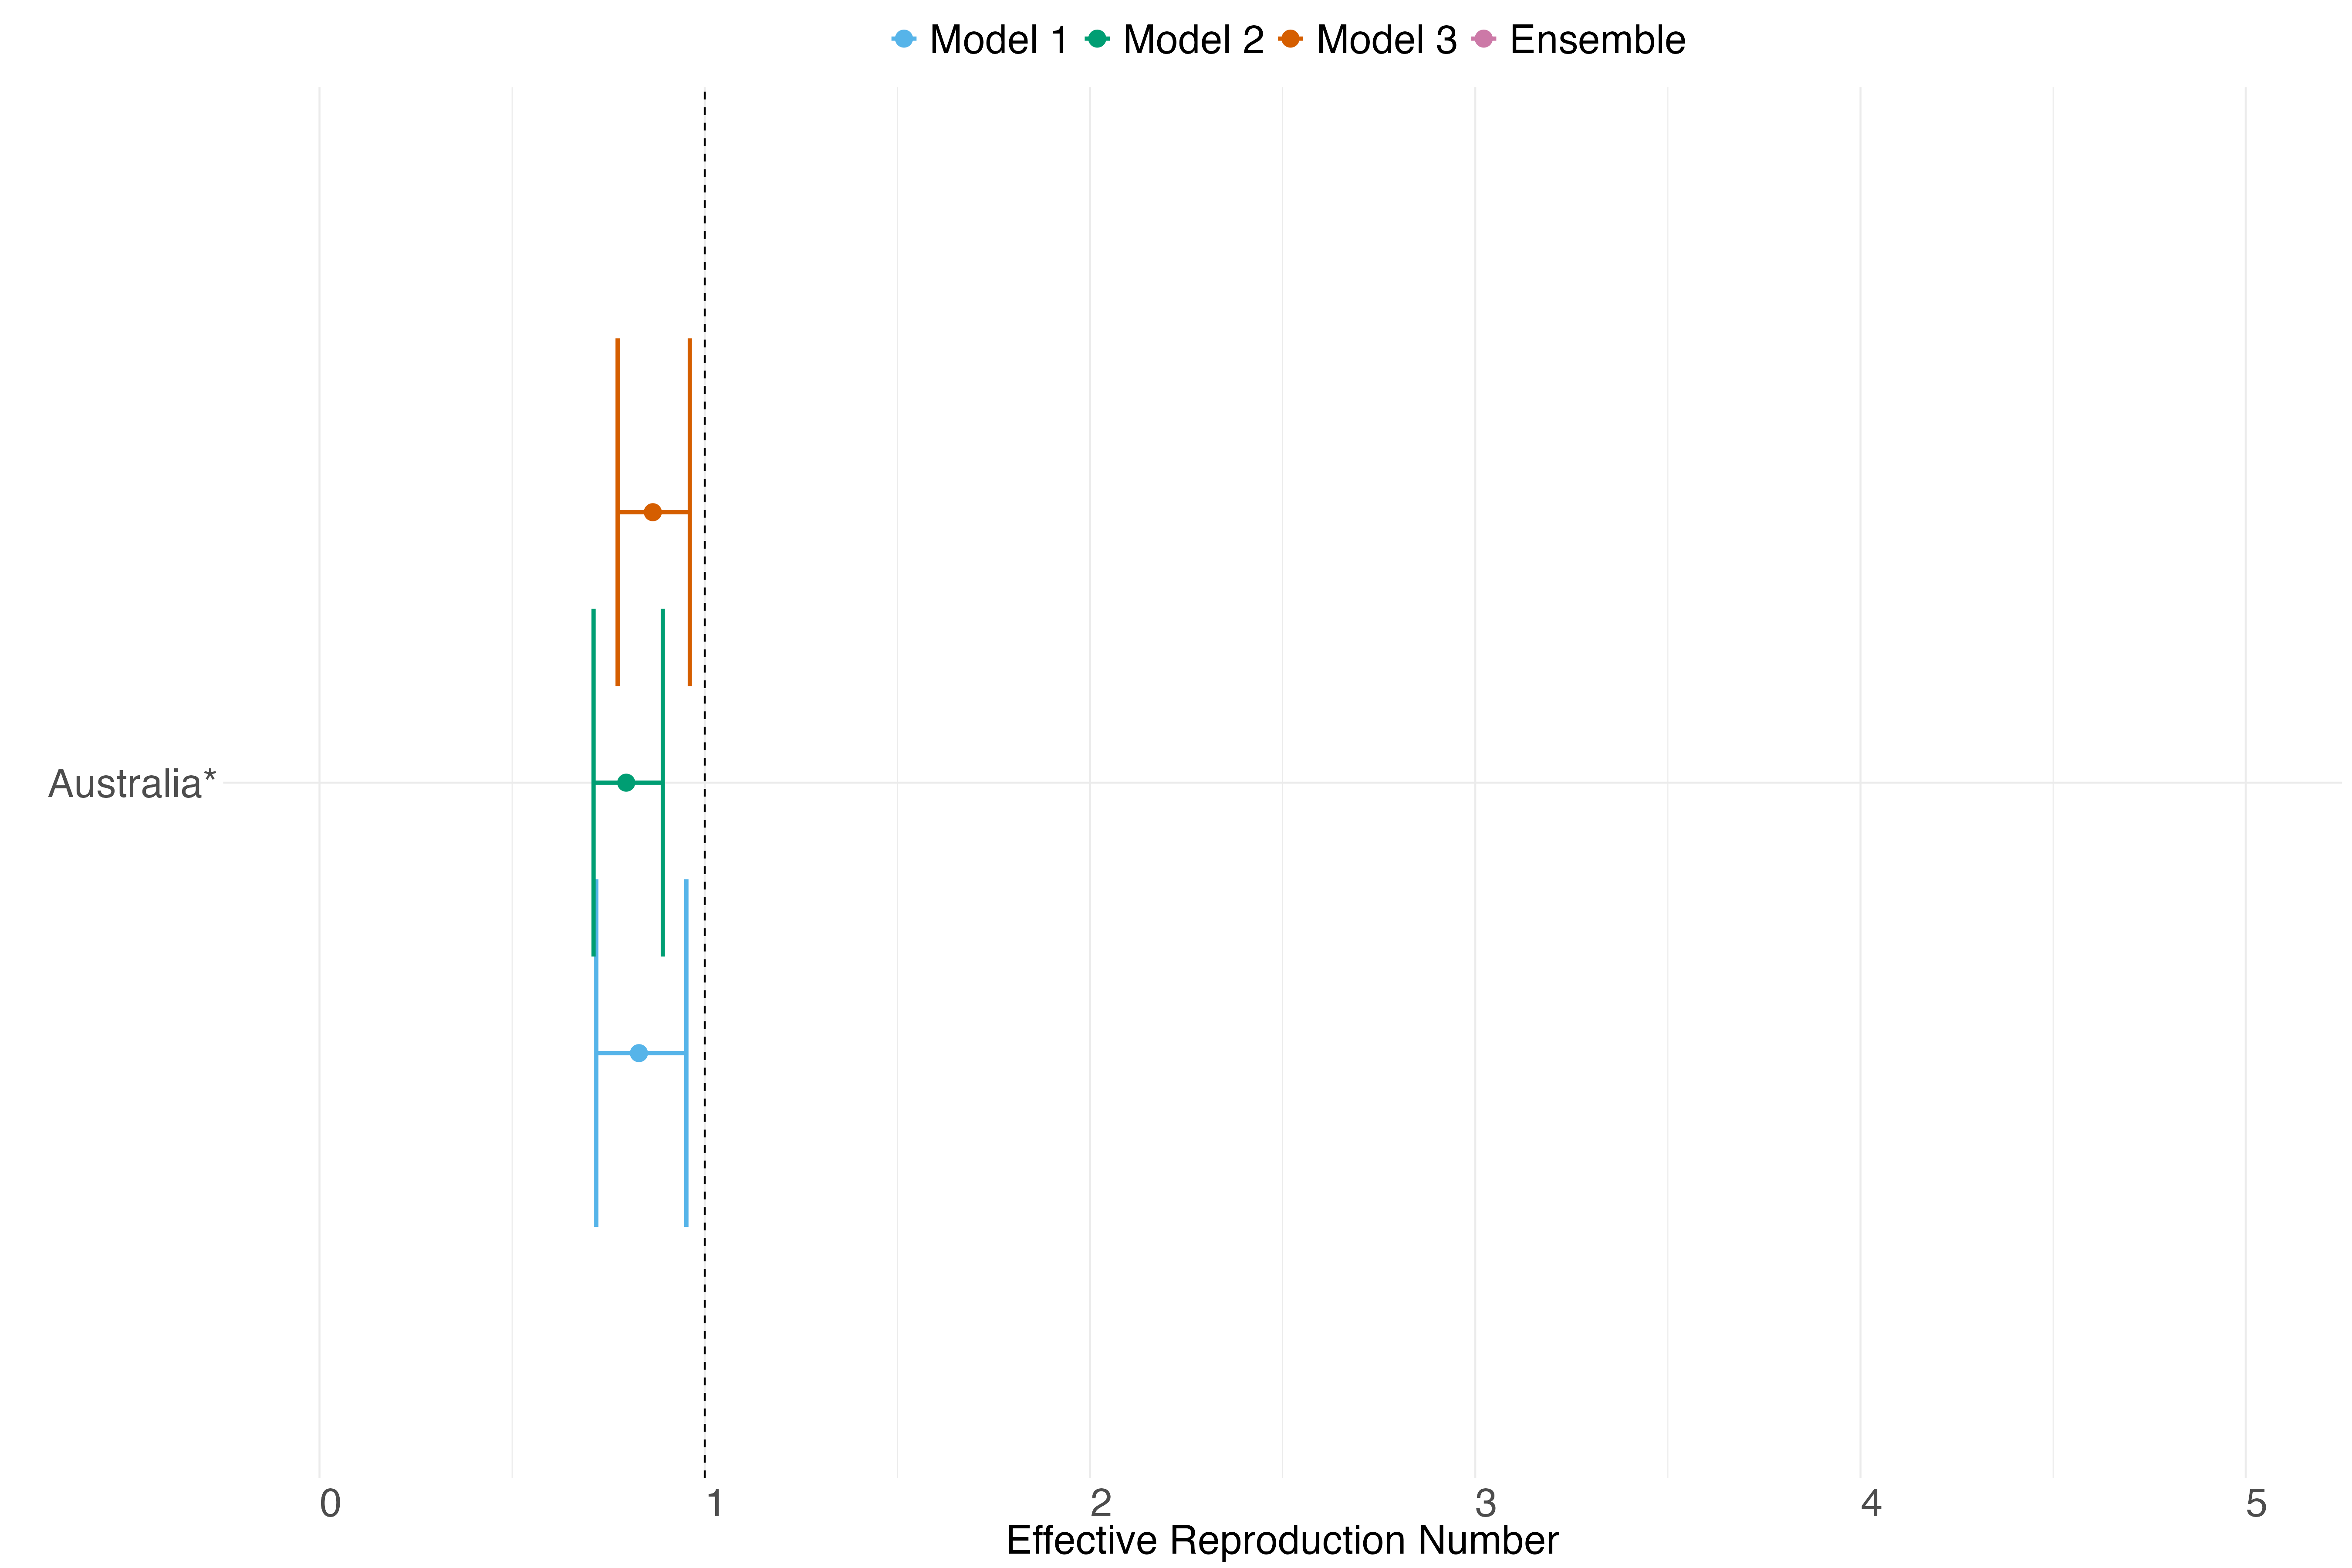 Model 1 Model 2 Model 3 Ensemble
Australia*
0 1 2 3 4 5
Effective Reproduction Number